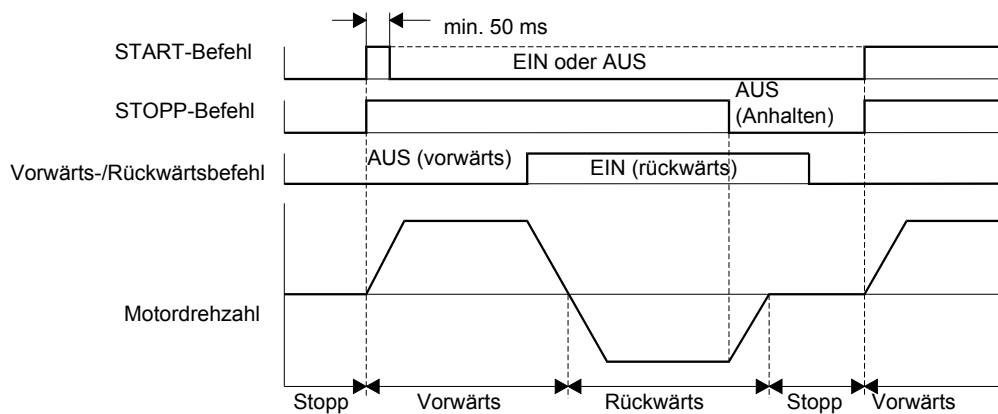 min. 50 ms
START-Befehl
EIN oder AUS
STOPP-Befehl
AUS
(Anhalten)
Vorwärts-/Rückwärtsbefehl
AUS (vorwärts)
EIN (rückwärts)
Motordrehzahl
Stopp
Vorwärts
Rückwärts
Stopp
Vorwärts